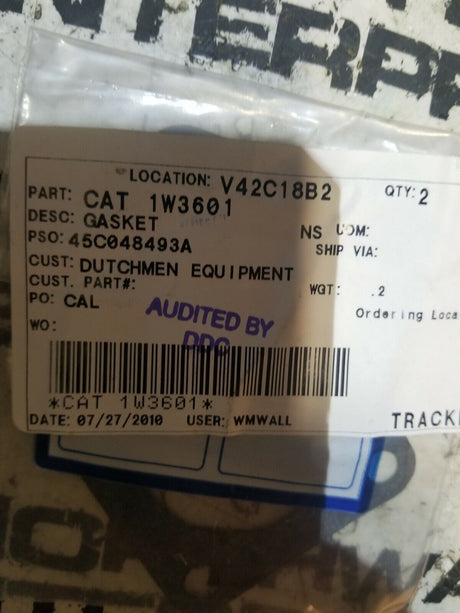 LOCATION: V42C18B2 QTY: 2
PART: CAT 1W3601
DESC: GASKET
NS UOM:
PSO: 45C048493A
SHIP VIA:
CUST: DUTCHMEN EQUIPMENT
CUST. PART#:
WGT: .2
PO: CAL
Ordering Loca
AUDITED BY
DDC
WO:
*CAT 1W3601*
DATE: 07/27/2010 USER: WMWALL
TRACKI